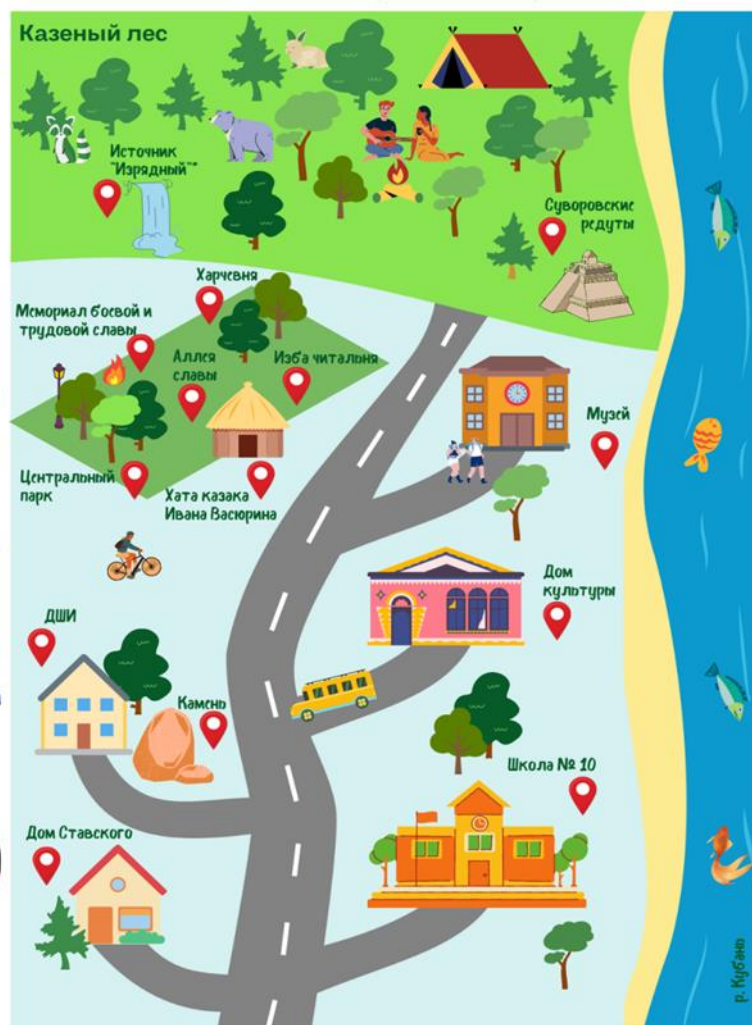 Казеный лес
Источник
"Изрядный""
Суворовские
редуты
Харчевня
Мемориал боевой и
трудовой славы
Аллея
славы
Изба читальня
Музей
Центральный
парк
Хата казака
Ивана Васюрина
Дом
культуры
ДШИ
Камень
Школа № 10
Дом Ставского
р. Кубань